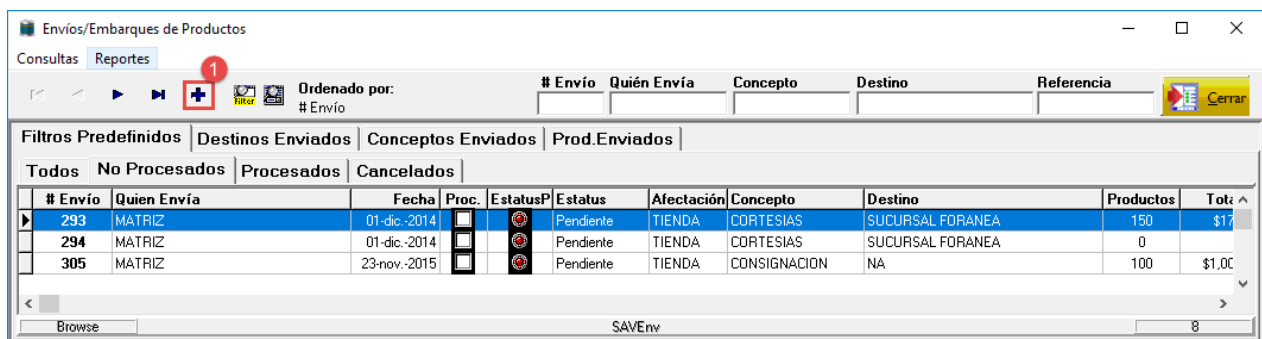 Envíos/Embarques de Productos
Consultas Reportes
1
Filter
Ordenado por:
# Envío
# Envío Quién Envía Concepto Destino Referencia
Cerrar
Filtros Predefinidos Destinos Enviados Conceptos Enviados Prod.Enviados
Todos No Procesados Procesados Cancelados
# Envío Quien Envía Fecha Proc. EstatusP Estatus Afectación Concepto Destino Productos Tota
293 MATRIZ 01-dic.-2014 Pendiente TIENDA CORTESIAS SUCURSAL FORANEA 150 $17
294 MATRIZ 01-dic.-2014 Pendiente TIENDA CORTESIAS SUCURSAL FORANEA 0
305 MATRIZ 23-nov.-2015 Pendiente TIENDA CONSIGNACION NA 100 $1,00
Browse SAVEnv 8